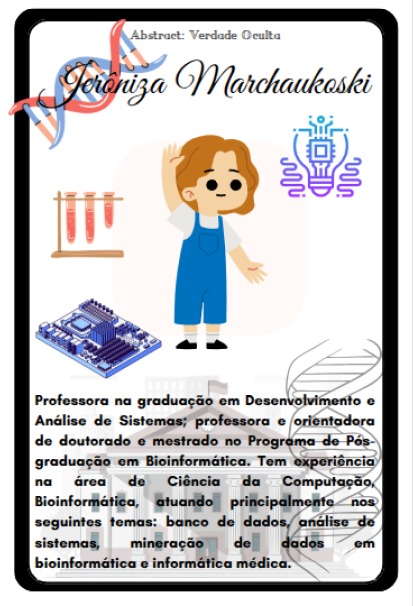 Abstract: Verdade Oculta
Jerôniza Marchaukoski
Professora na graduação em Desenvolvimento e
Análise de Sistemas; professora e orientadora
de doutorado e mestrado no Programa de Pós-
graduação em Bioinformática. Tem experiência
na área de Ciência da Computação,
Bioinformática, atuando principalmente nos
seguintes temas: banco de dados, análise de
sistemas, mineração de dados em
bioinformática e informática médica.